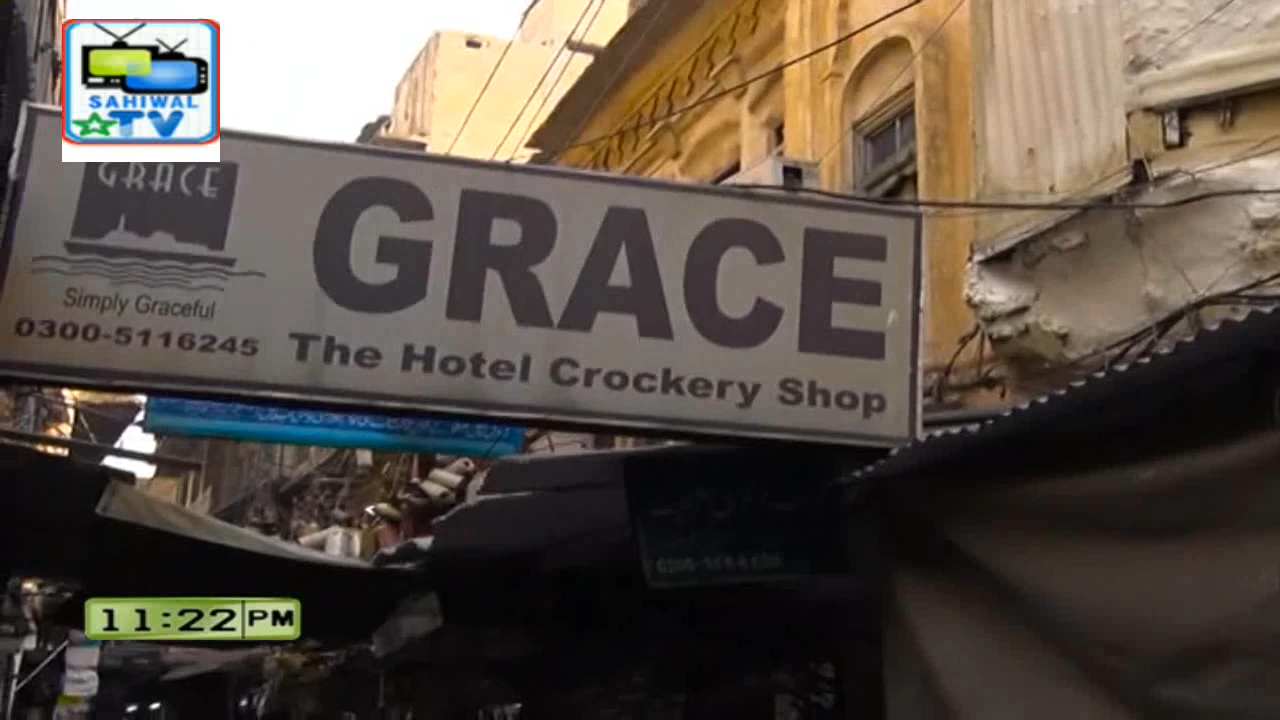 SAHIWAL
TV
GRACE
Simply Graceful
0300-5116245
GRACE
The Hotel Crockery Shop
11:22 PM